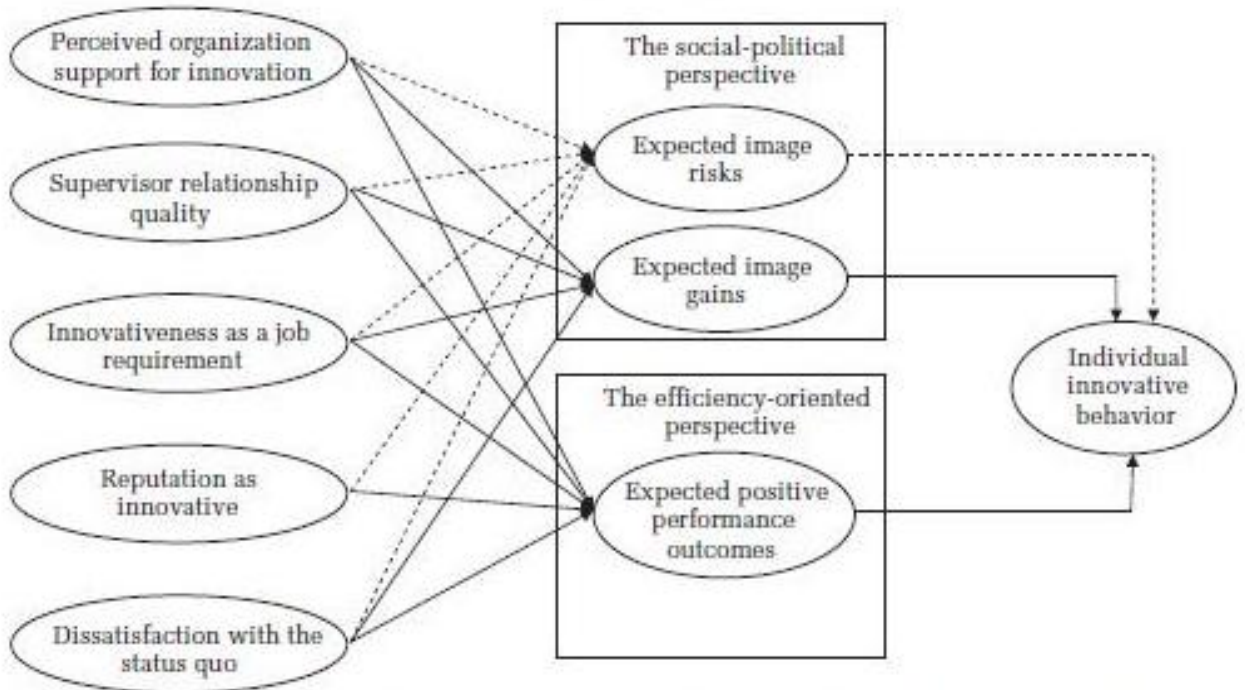 Perceived organization
support for innovation
Supervisor relationship
quality
Innovativeness as a job
requirement
Reputation as
innovative
Dissatisfaction with the
status quo
The social-political
perspective
Expected image
risks
Expected image
gains
The efficiency-oriented
perspective
Expected positive
performance
outcomes
Individual
innovative
behavior